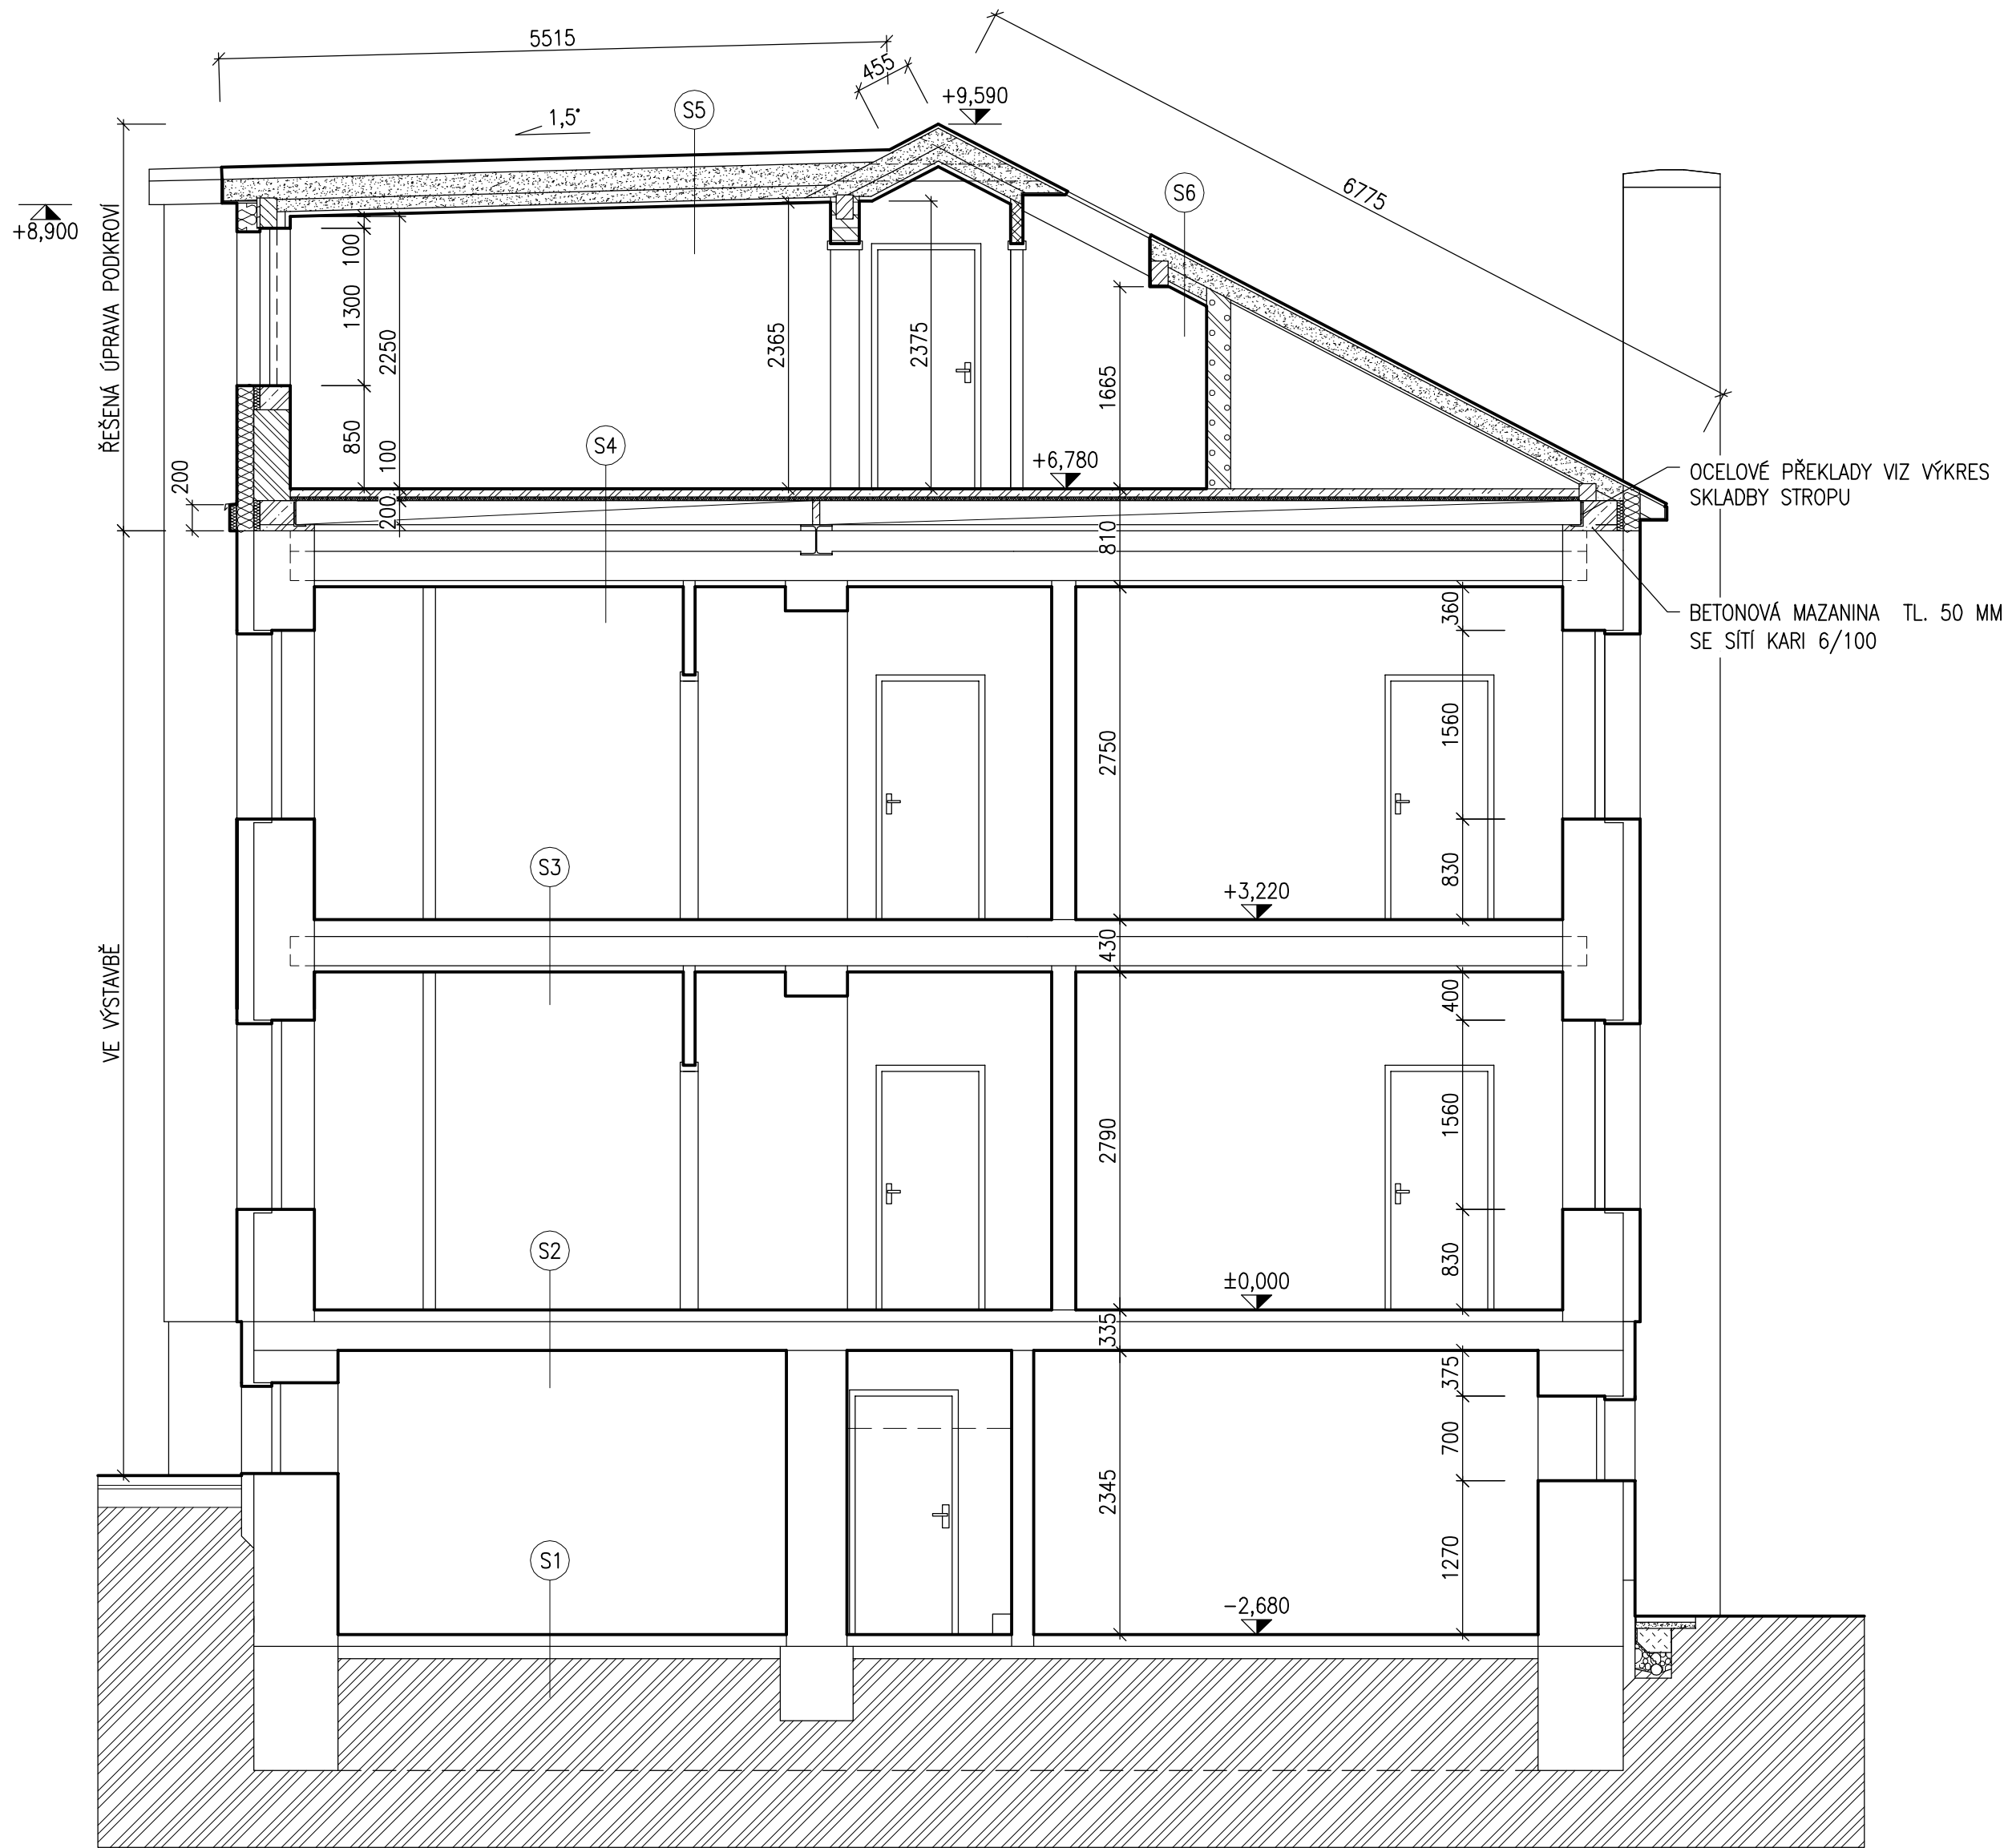 5515
455
+9,590
1,5°
S5
6775
S6
+8,900
ŘEŠENÁ ÚPRAVA PODKROVÍ
100
1300
850
2250
100
200
200
2365
2375
1665
S4
+6,780
OCELOVÉ PŘEKLADY VIZ VÝKRES
SKLADBY STROPU
810
360
BETONOVÁ MAZANINA TL. 50 MM
SE SÍTÍ KARI 6/100
1560
2750
830
S3
+3,220
430
VE VÝSTAVBĚ
400
1560
2790
830
S2
±0,000
335
375
700
2345
1270
S1
-2,680